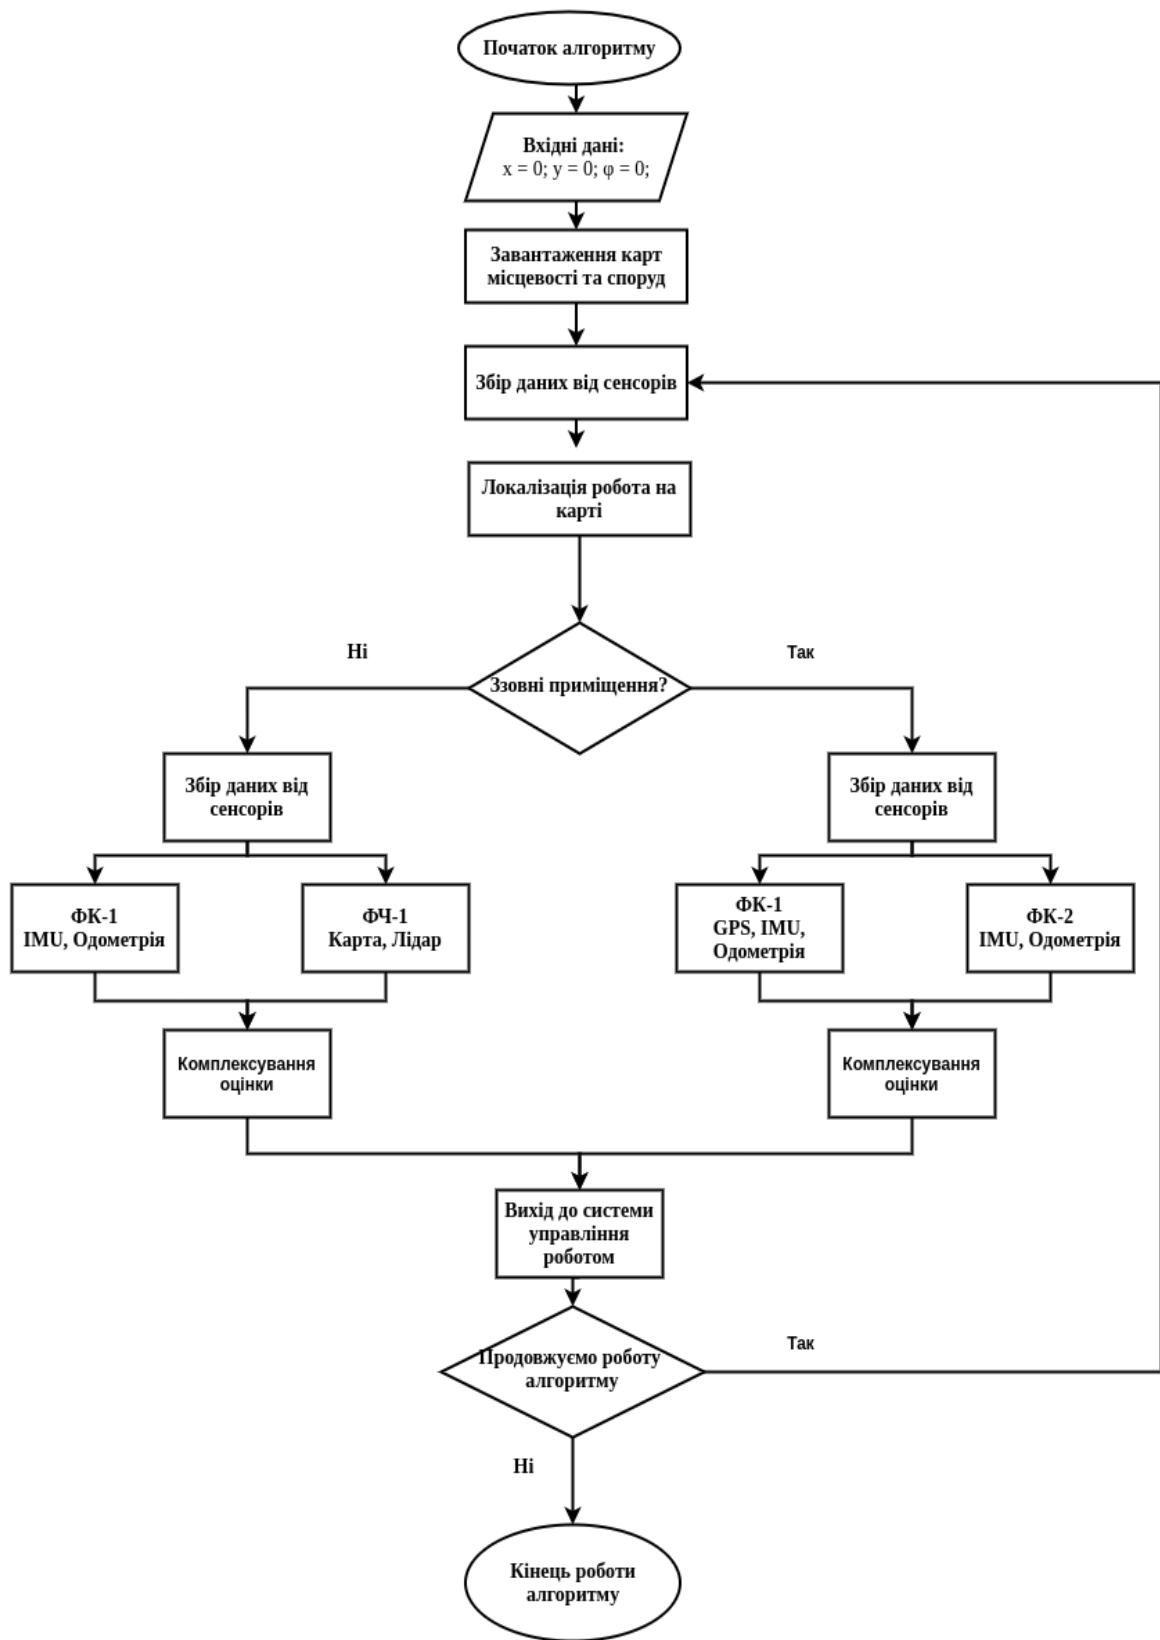 Початок алгоритму
Вхідні дані:
x = 0; y = 0; φ = 0;
Завантаження карт
місцевості та споруд
Збір даних від сенсорів
Локалізація робота на
карті
Ні
Так
Ззовні приміщення?
Збір даних від
сенсорів
Збір даних від
сенсорів
ФК-1
IMU, Одометрія
ФЧ-1
Карта, Лідар
ФК-1
GPS, IMU,
Одометрія
ФК-2
IMU, Одометрія
Комплексування
оцінки
Комплексування
оцінки
Вихід до системи
управління
роботом
Продовжуємо роботу
алгоритму
Так
Ні
Кінець роботи
алгоритму